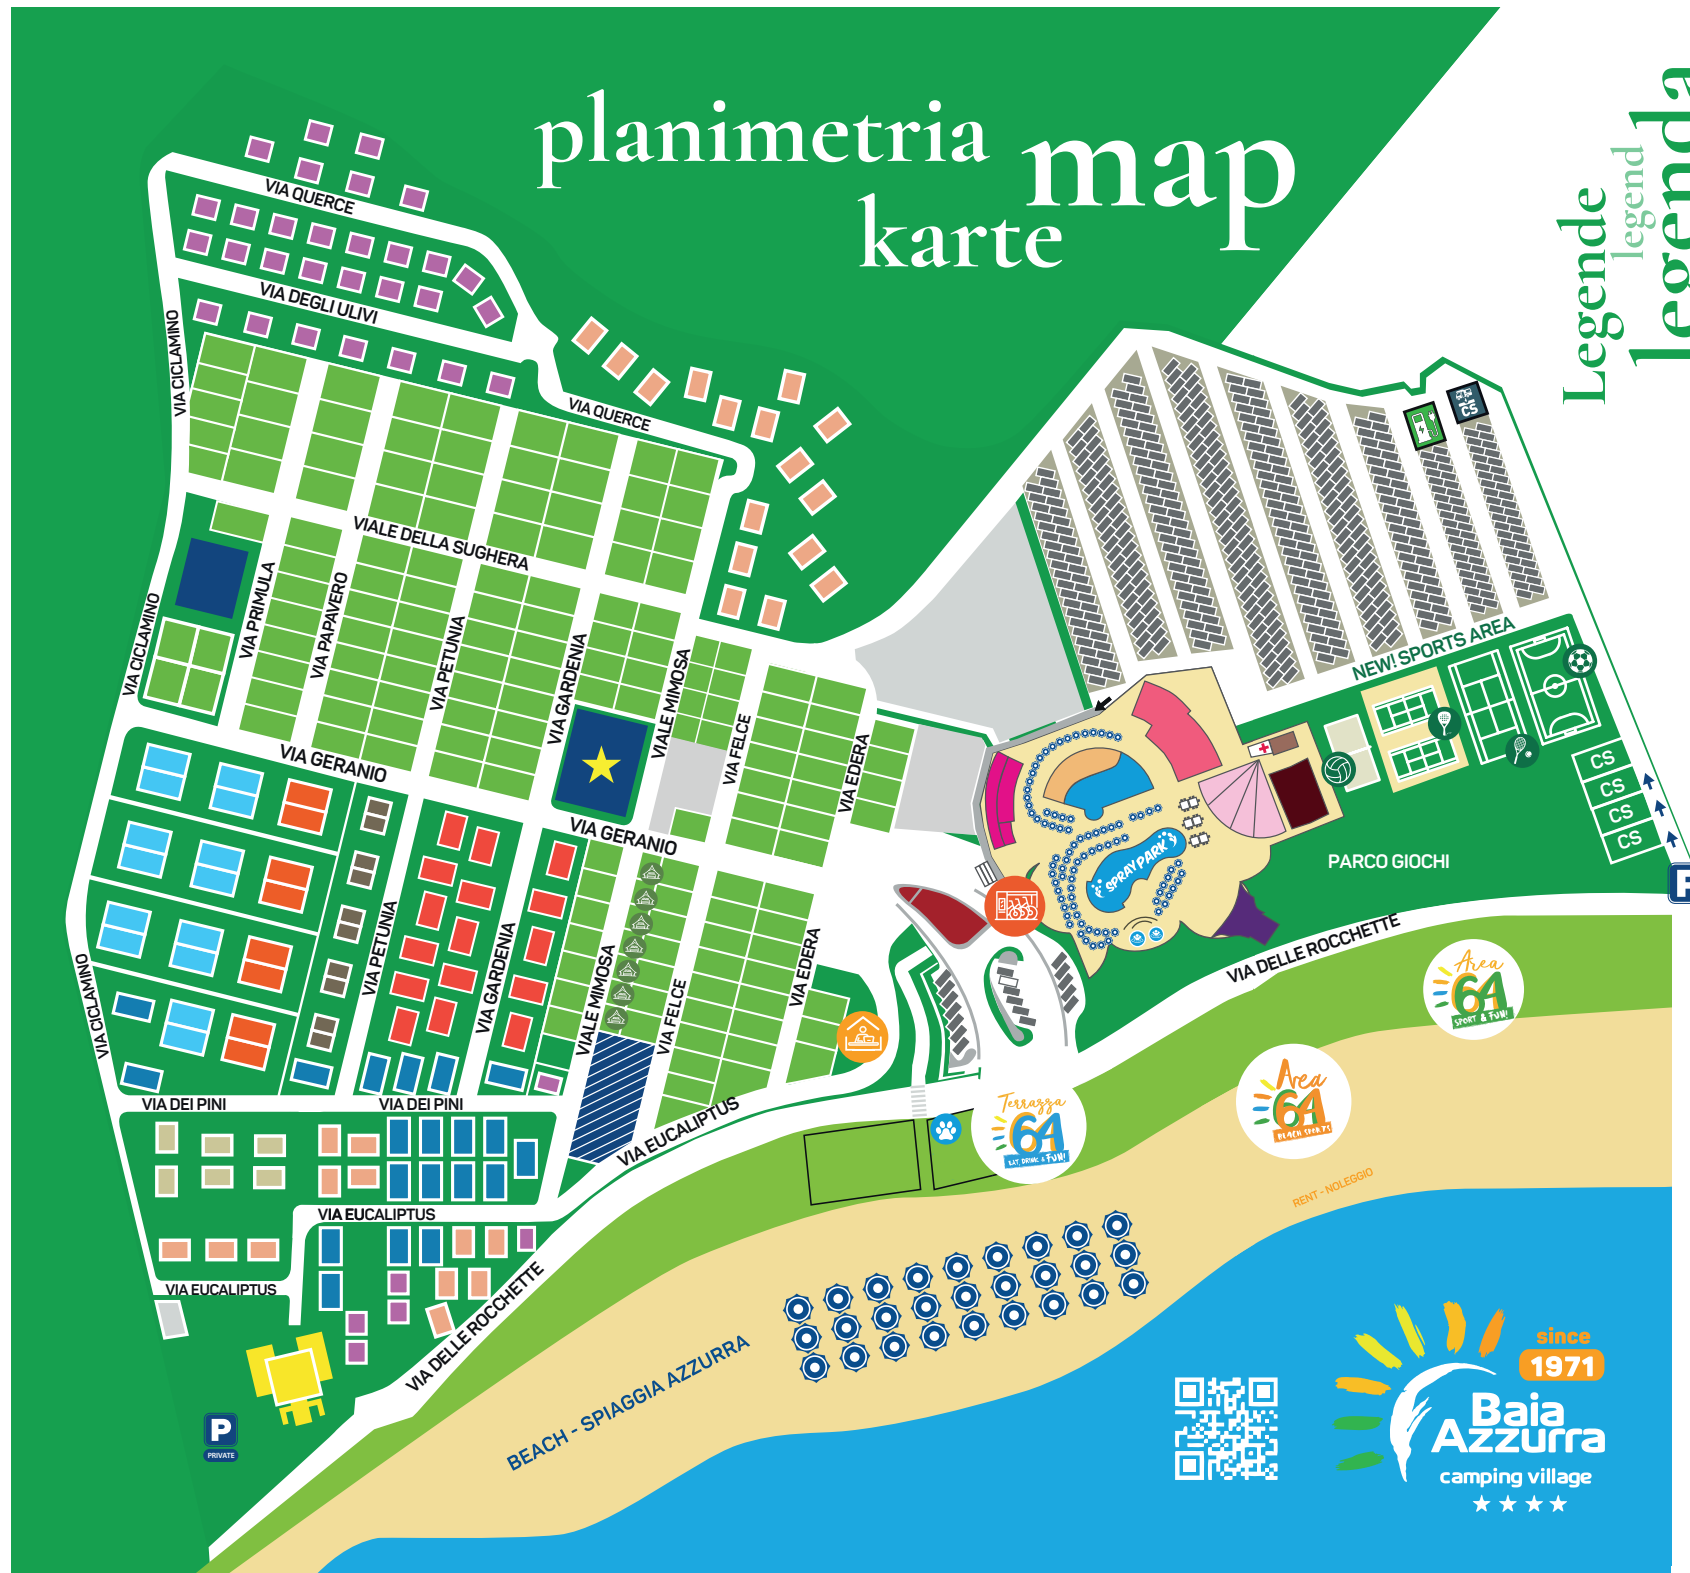 planimetria
map
karte
Legende
legend
legenda
VIA QUERCE
VIA DEGLI ULIVI
VIA CICLAMINO
VIA QUERCE
VIALE DELLA SUGHERA
VIA PRIMULA
VIA PAPAVERO
VIA CICLAMINO
VIA PETUNIA
VIA GARDENIA
VIALE MIMOSA
VIA FELCE
VIA EDERA
VIA GERANIO
VIA GERANIO
CS
NEW! SPORTS AREA
CS
CS
CS
CS
P
PARCO GIOCHI
SPRAY PARK
VIA PETUNIA
VIA GARDENIA
VIALE MIMOSA
VIA FELCE
VIA EDERA
VIA CICLAMINO
VIA DELLE ROCCHETTE
Area
64
SPORT & FUN!
Area
64
BEACH SPORTS
Terrazza
64
EAT, DRINK & FUN!
VIA DEI PINI
VIA DEI PINI
VIA EUCALIPTUS
VIA EUCALIPTUS
VIA EUCALIPTUS
VIA DELLE ROCCHETTE
RENT - NOLEGGIO
BEACH - SPIAGGIA AZZURRA
P
PRIVATE
since
1971
Baia
Azzurra
camping village